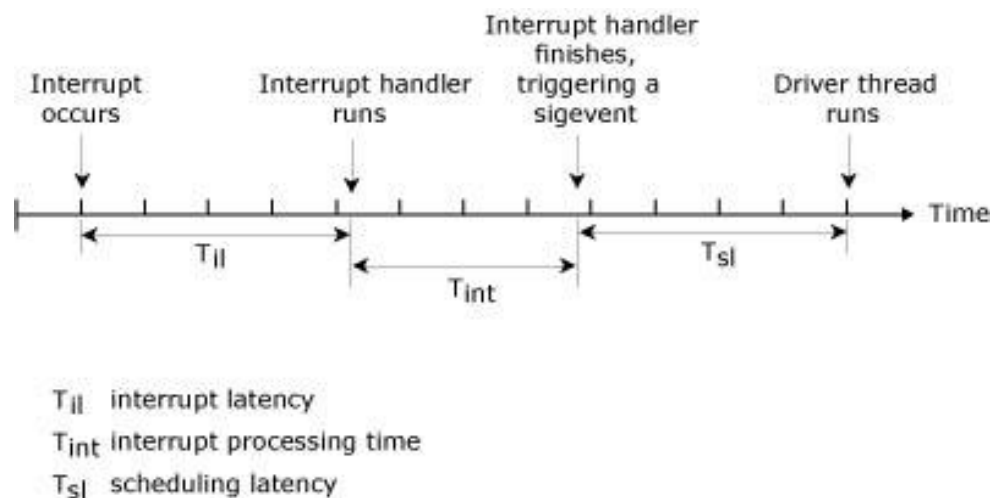 Interrupt
occurs
Interrupt handler
runs
Interrupt handler
finishes,
triggering a
sigevent
Driver thread
runs
Time
Til
Tint
Tsl
Til interrupt latency
Tint interrupt processing time
Tsl scheduling latency